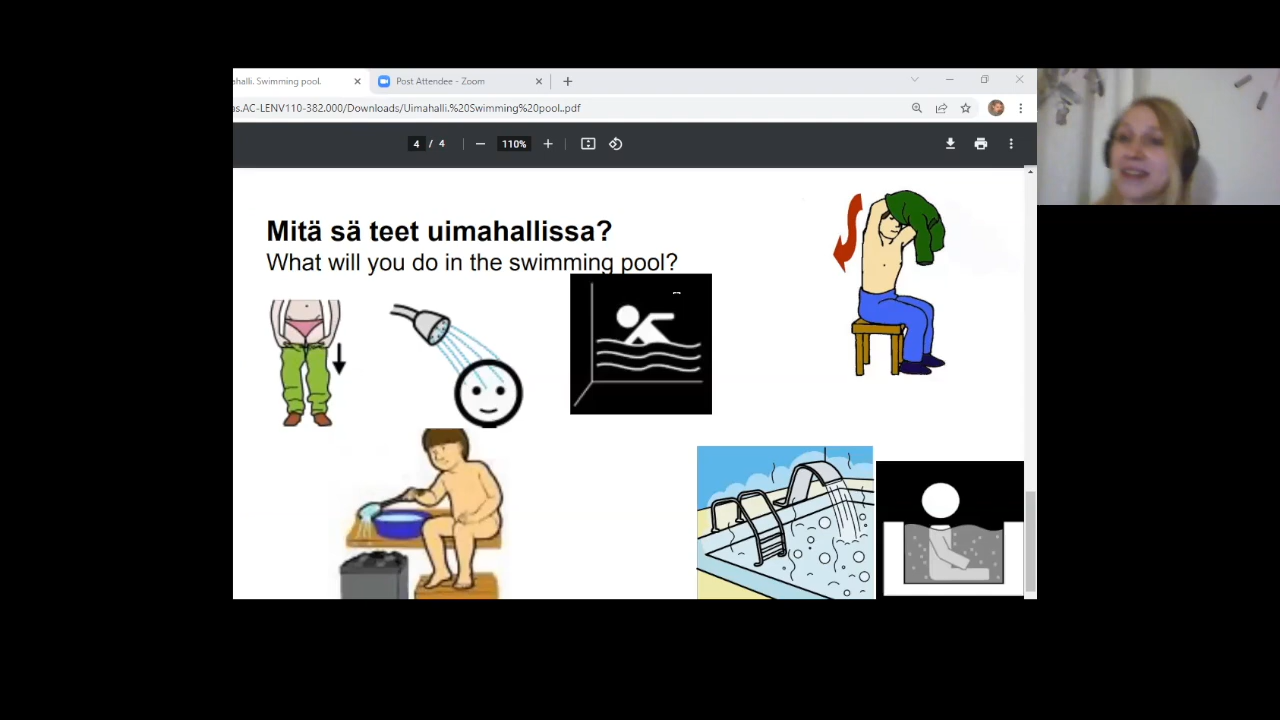 ahalli. Swimming pool.
Post Attendee - Zoom
as.AC-LENV110-382.000/Downloads/Uimahalli.%20Swimming%20pool..pdf
4 / 4
110%
Mitä sä teet uimahallissa?
What will you do in the swimming pool?